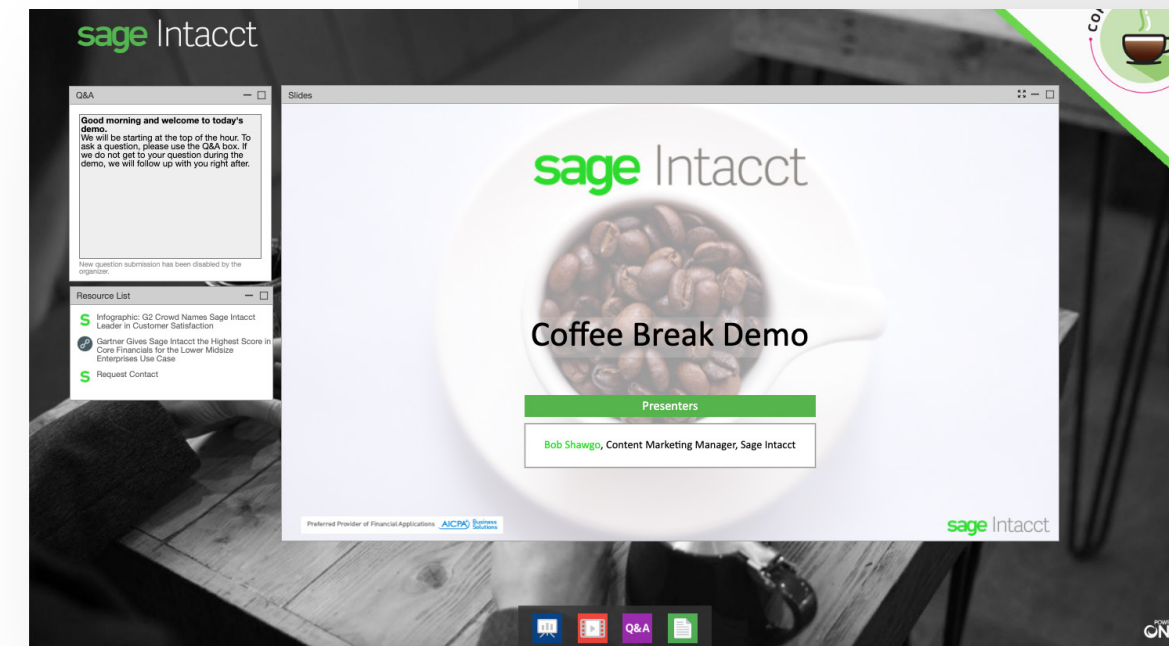 sage Intacct
Q&A
Good morning and welcome to today's
demo.
We will be starting at the top of the hour. To
ask a question, please use the Q&A box. If
we do not get to your question during the
demo, we will follow up with you right after.
New question submission has been disabled by the
organizer.
Resource List
Infographic: G2 Crowd Names Sage Intacct
Leader in Customer Satisfaction
Gartner Gives Sage Intacct the Highest Score in
Core Financials for the Lower Midsize
Enterprises Use Case
Request Contact
Slides
sage Intacct
Coffee Break Demo
Presenters
Bob Shawgo, Content Marketing Manager, Sage Intacct
Preferred Provider of Financial Applications AICPA Business
Solutions
sage Intacct
Q&A